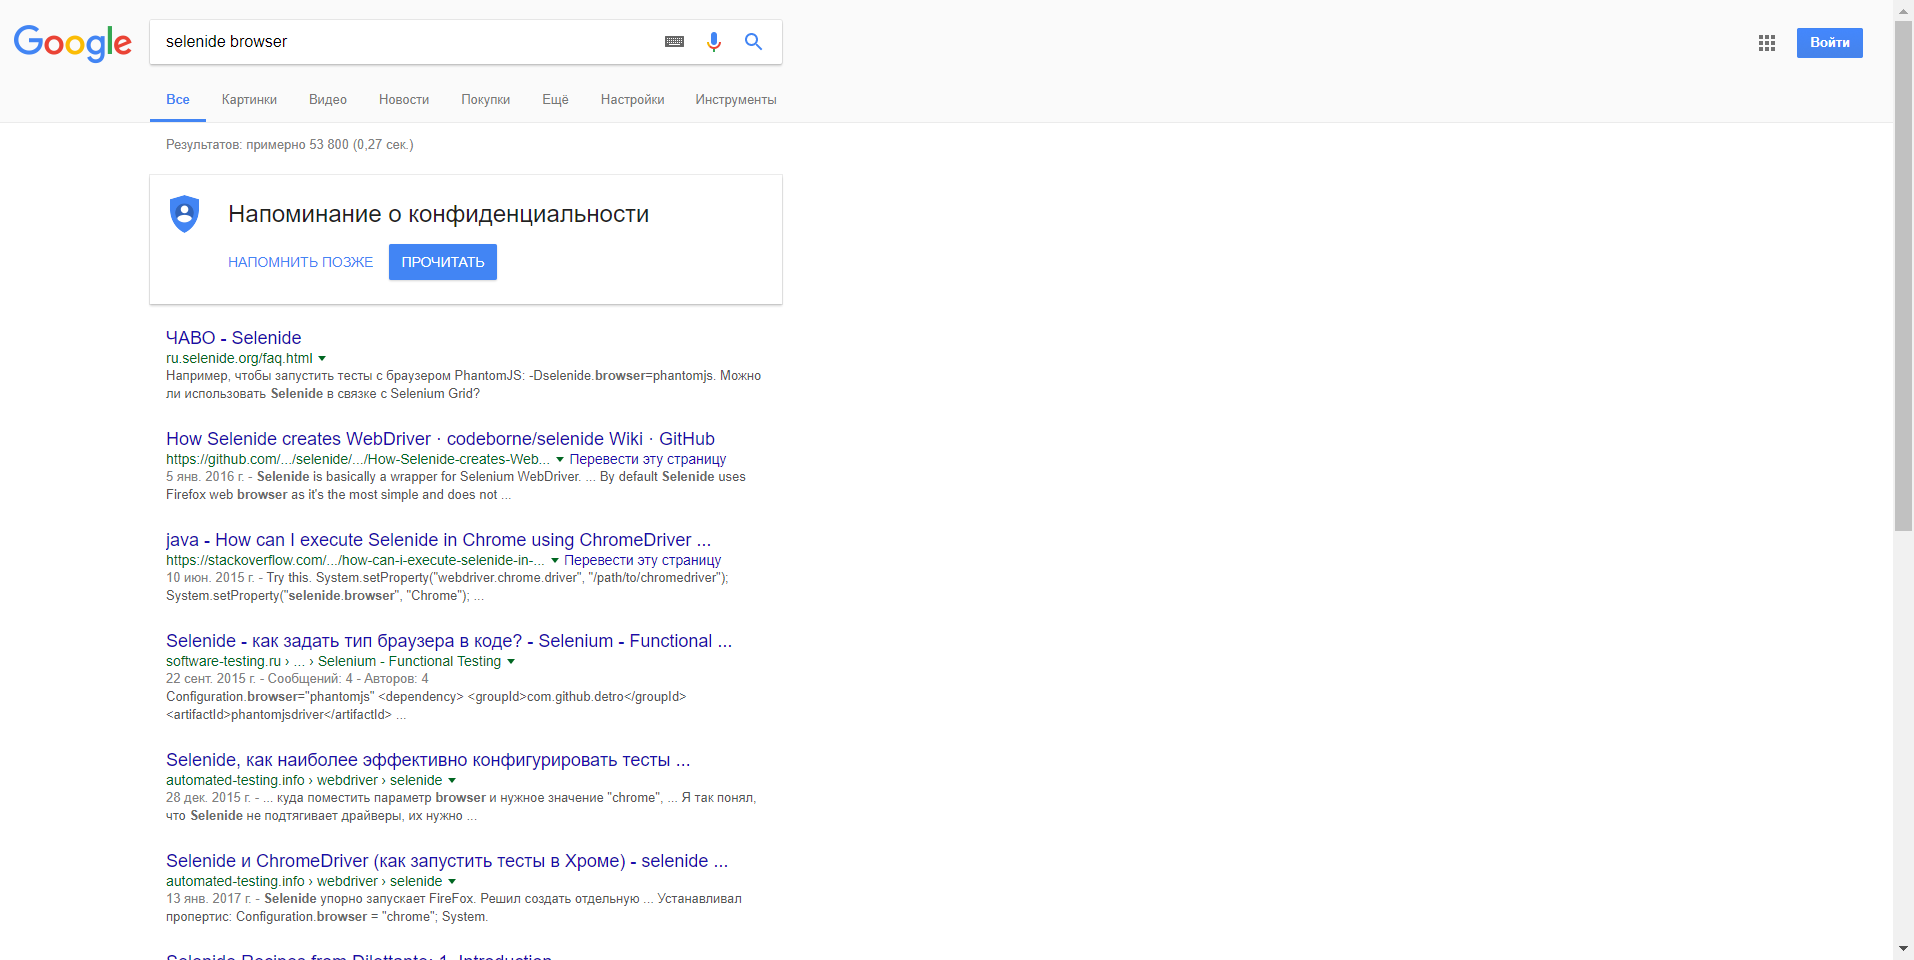 Google
selenide browser
Войти
Все Картинки Видео Новости Покупки Ещё Настройки Инструменты
Результатов: примерно 53 800 (0,27 сек.)
Напоминание о конфиденциальности
НАПОМНИТЬ ПОЗЖЕ ПРОЧИТАТЬ
ЧАВО - Selenide
ru.selenide.org/faq.html
Например, чтобы запустить тесты с браузером PhantomJS: -Dselenide.browser=phantomjs. Можно
ли использовать Selenide в связке с Selenium Grid?
How Selenide creates WebDriver · codeborne/selenide Wiki · GitHub
https://github.com/.../selenide/.../How-Selenide-creates-Web... Перевести эту страницу
5 янв. 2016 г. - Selenide is basically a wrapper for Selenium WebDriver. ... By default Selenide uses
Firefox web browser as it's the most simple and does not ...
java - How can I execute Selenide in Chrome using ChromeDriver ...
https://stackoverflow.com/.../how-can-i-execute-selenide-in-... Перевести эту страницу
10 июн. 2015 г. - Try this. System.setProperty("webdriver.chrome.driver", "/path/to/chromedriver");
System.setProperty("selenide.browser", "Chrome"); ...
Selenide - как задать тип браузера в коде? - Selenium - Functional ...
software-testing.ru › ... › Selenium - Functional Testing
22 сент. 2015 г. - Сообщений: 4 - Авторов: 4
Configuration.browser="phantomjs" <dependency> <groupId>com.github.detro</groupId>
<artifactId>phantomjsdriver</artifactId> ...
Selenide, как наиболее эффективно конфигурировать тесты ...
automated-testing.info › webdriver › selenide
28 дек. 2015 г. - ... куда поместить параметр browser и нужное значение "chrome", ... Я так понял,
что Selenide не подтягивает драйверы, их нужно ...
Selenide и ChromeDriver (как запустить тесты в Хроме) - selenide ...
automated-testing.info › webdriver › selenide
13 янв. 2017 г. - Selenide упорно запускает FireFox. Решил создать отдельную ... Устанавливал
пропертис: Configuration.browser = "chrome"; System.
Selenide Recipes from Dilettante: 1. Introduction